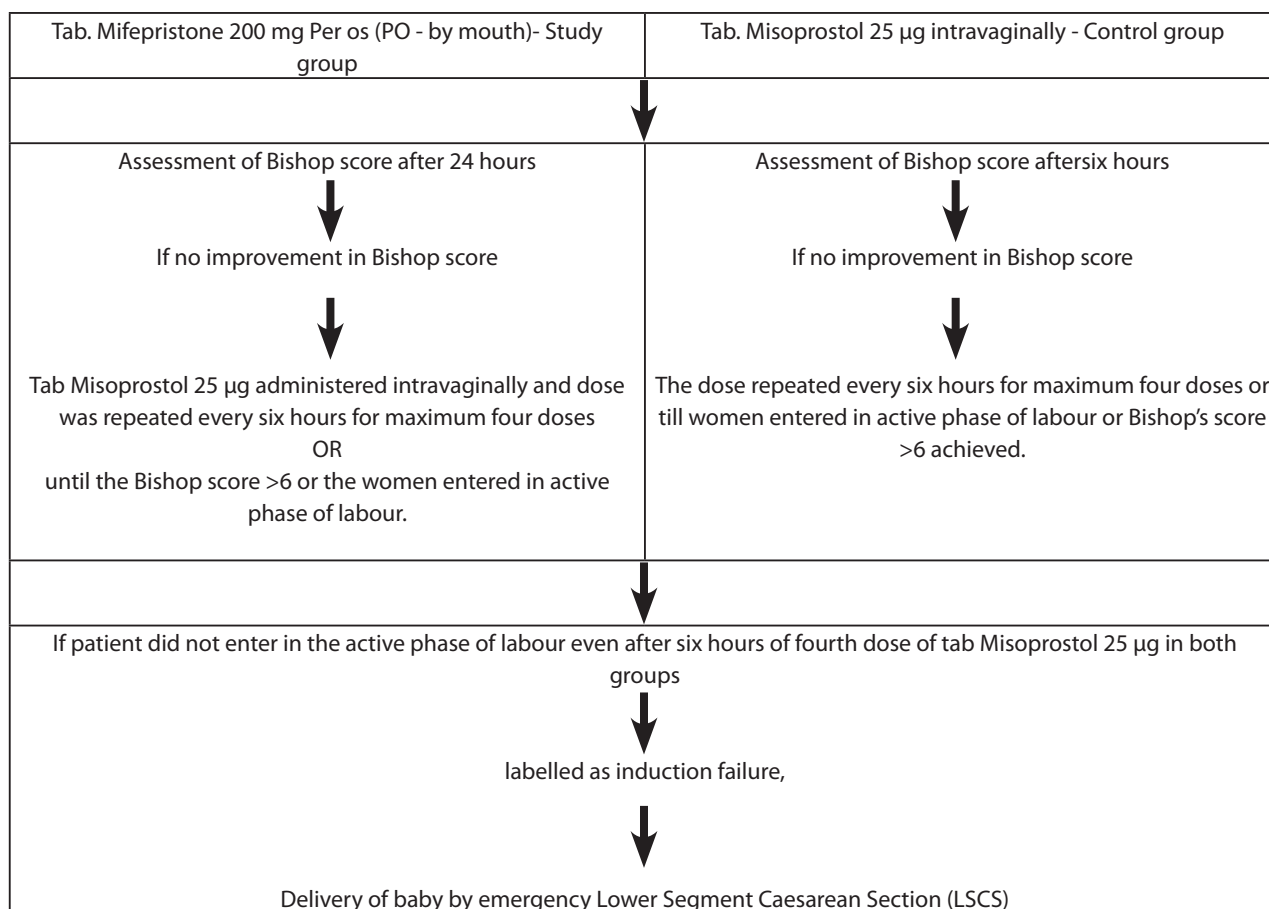 Tab. Mifepristone 200 mg Per os (PO - by mouth)- Study
group
Tab. Misoprostol 25 µg intravaginally - Control group
Assessment of Bishop score after 24 hours
If no improvement in Bishop score
Tab Misoprostol 25 µg administered intravaginally and dose
was repeated every six hours for maximum four doses
OR
until the Bishop score >6 or the women entered in active
phase of labour.
Assessment of Bishop score aftersix hours
If no improvement in Bishop score
The dose repeated every six hours for maximum four doses or
till women entered in active phase of labour or Bishop's score
>6 achieved.
If patient did not enter in the active phase of labour even after six hours of fourth dose of tab Misoprostol 25 µg in both
groups
labelled as induction failure,
Delivery of baby by emergency Lower Segment Caesarean Section (LSCS)